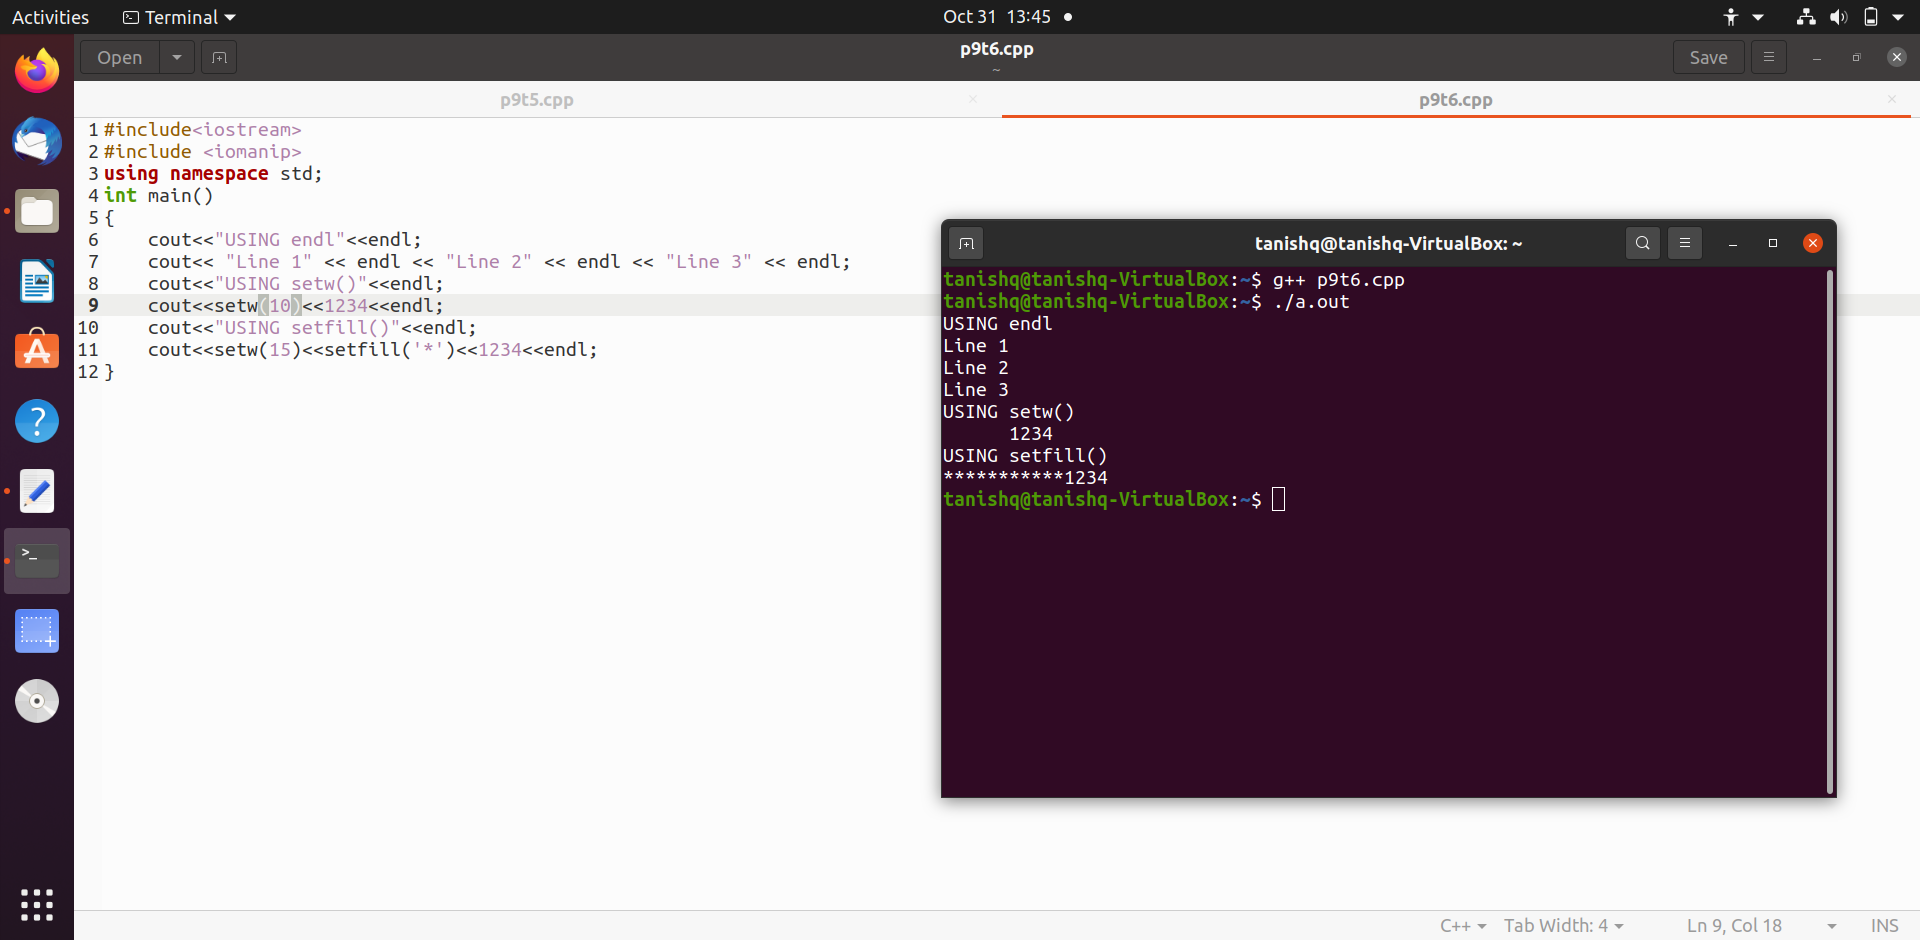 Activities Terminal Oct 31 13:45
Open p9t6.cpp Save
~
p9t5.cpp p9t6.cpp
1 #include<iostream>
2 #include <iomanip>
3 using namespace std;
4 int main()
5 {
6     cout<<"USING endl"<<endl;
7     cout<< "Line 1" << endl << "Line 2" << endl << "Line 3" << endl;
8     cout<<"USING setw()"<<endl;
9     cout<<setw(10)<<1234<<endl;
10     cout<<"USING setfill()"<<endl;
11     cout<<setw(15)<<setfill('*')<<1234<<endl;
12 }
tanishq@tanishq-VirtualBox: ~
tanishq@tanishq-VirtualBox:~$ g++ p9t6.cpp
tanishq@tanishq-VirtualBox:~$ ./a.out
USING endl
Line 1
Line 2
Line 3
USING setw()
      1234
USING setfill()
***********1234
tanishq@tanishq-VirtualBox:~$
C++ Tab Width: 4 Ln 9, Col 18 INS